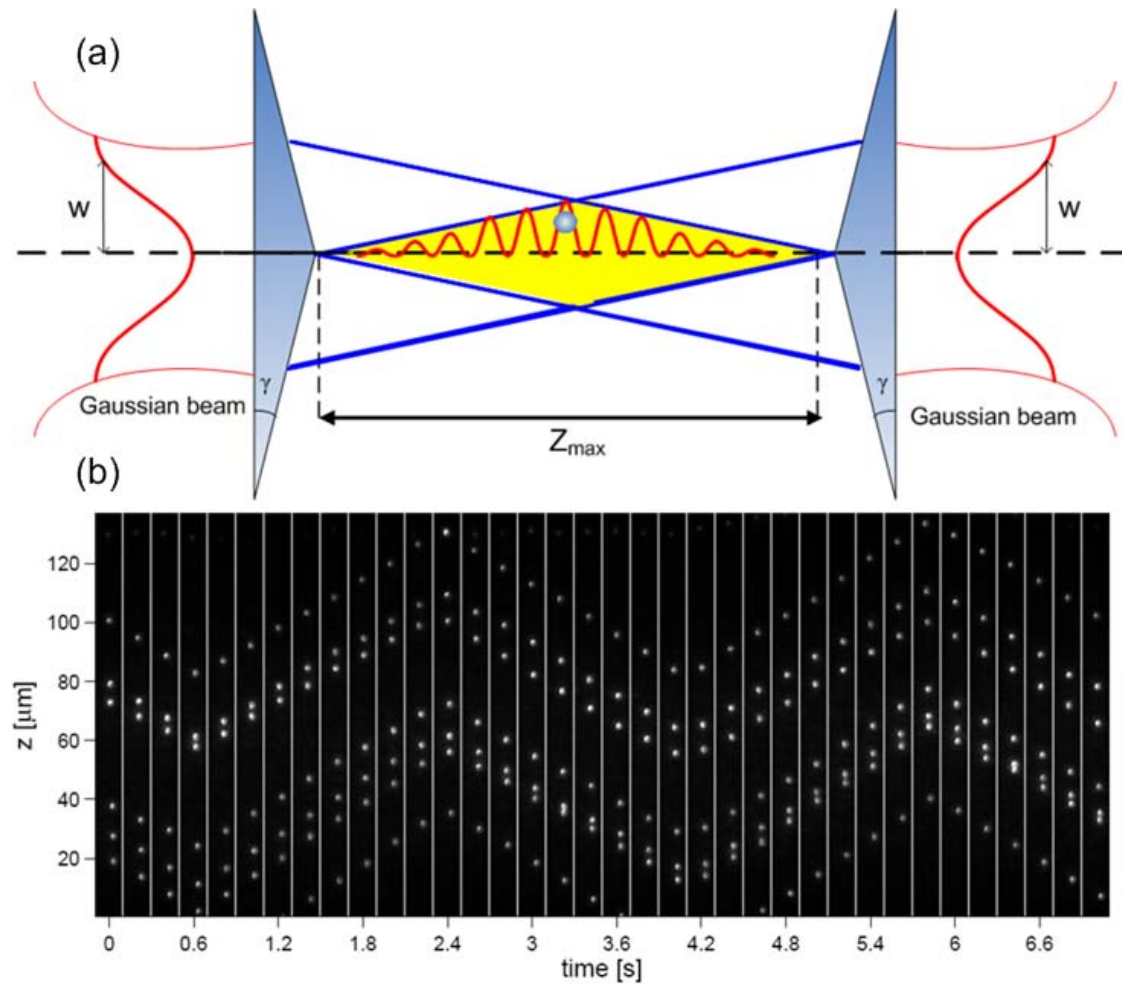 (a)
w
w
γ
γ
Gaussian beam
Gaussian beam
Zmax
(b)
z [μm]
120
100
80
60
40
20
0 0.6 1.2 1.8 2.4 3 3.6 4.2 4.8 5.4 6 6.6
time [s]